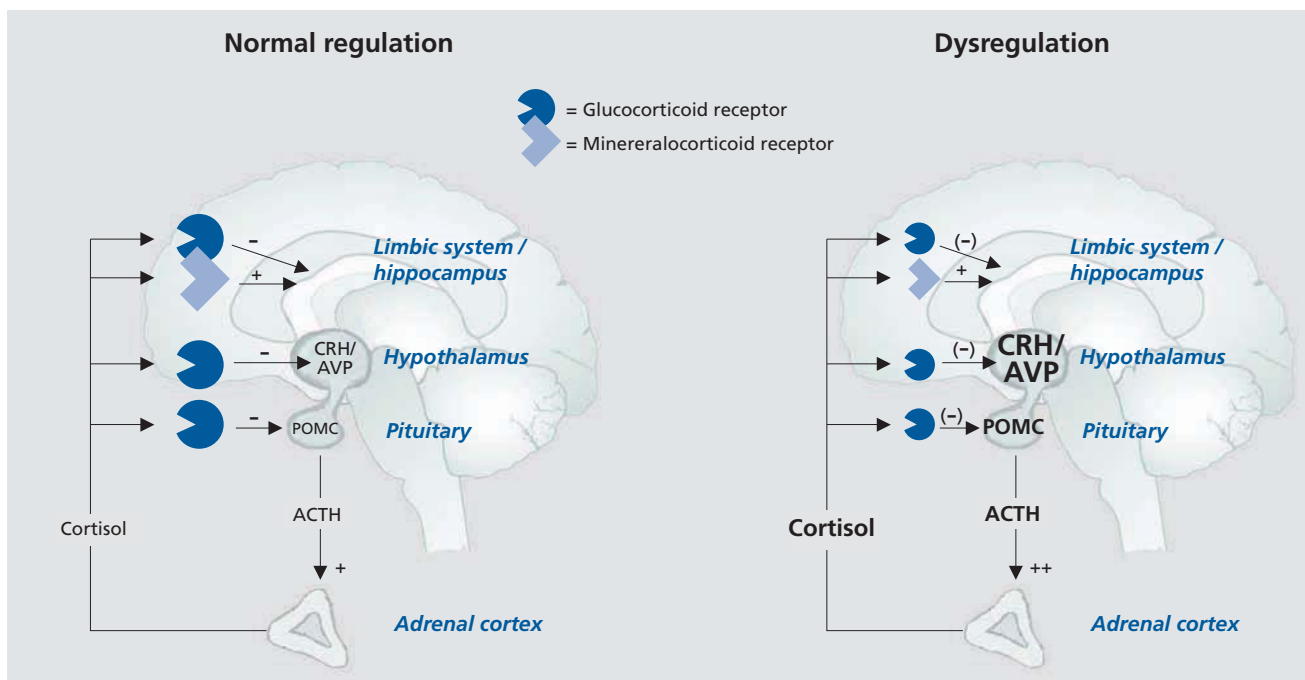 Normal regulation
Dysregulation
= Glucocorticoid receptor
= Minereralocorticoid receptor
–
+
Limbic system /
hippocampus
–
CRH/
AVP
Hypothalamus
–
POMC
Pituitary
Cortisol
ACTH
+
Adrenal cortex
(–)
+
Limbic system /
hippocampus
(–)
CRH/
AVP
Hypothalamus
(–)
POMC
Pituitary
Cortisol
ACTH
++
Adrenal cortex